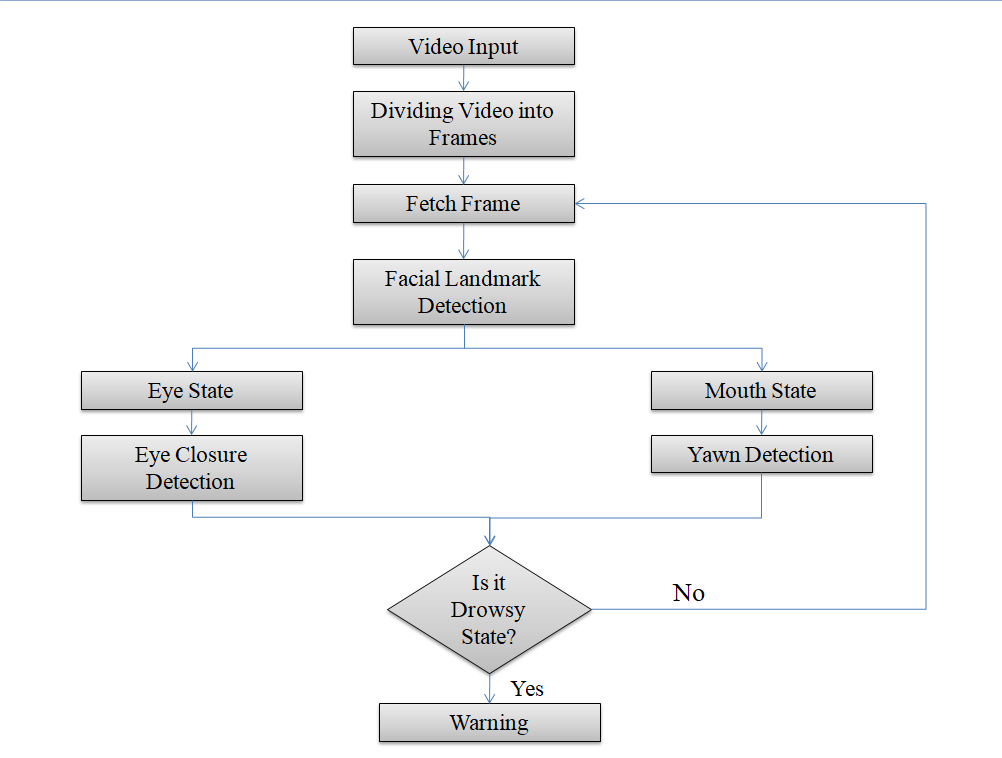 Video Input
Dividing Video into
Frames
Fetch Frame
Facial Landmark
Detection
Eye State
Mouth State
Eye Closure
Detection
Yawn Detection
Is it
Drowsy
State?
No
Yes
Warning